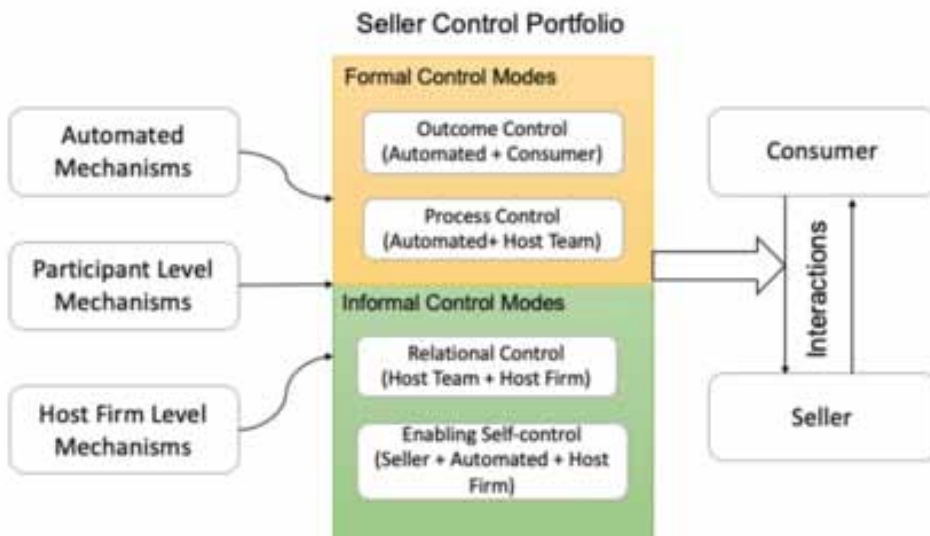 Seller Control Portfolio
Formal Control Modes
Outcome Control
(Automated + Consumer)
Process Control
(Automated+ Host Team)
Informal Control Modes
Relational Control
(Host Team + Host Firm)
Enabling Self-control
(Seller + Automated + Host
Firm)
Automated
Mechanisms
Participant Level
Mechanisms
Host Firm Level
Mechanisms
Consumer
Interactions
Seller